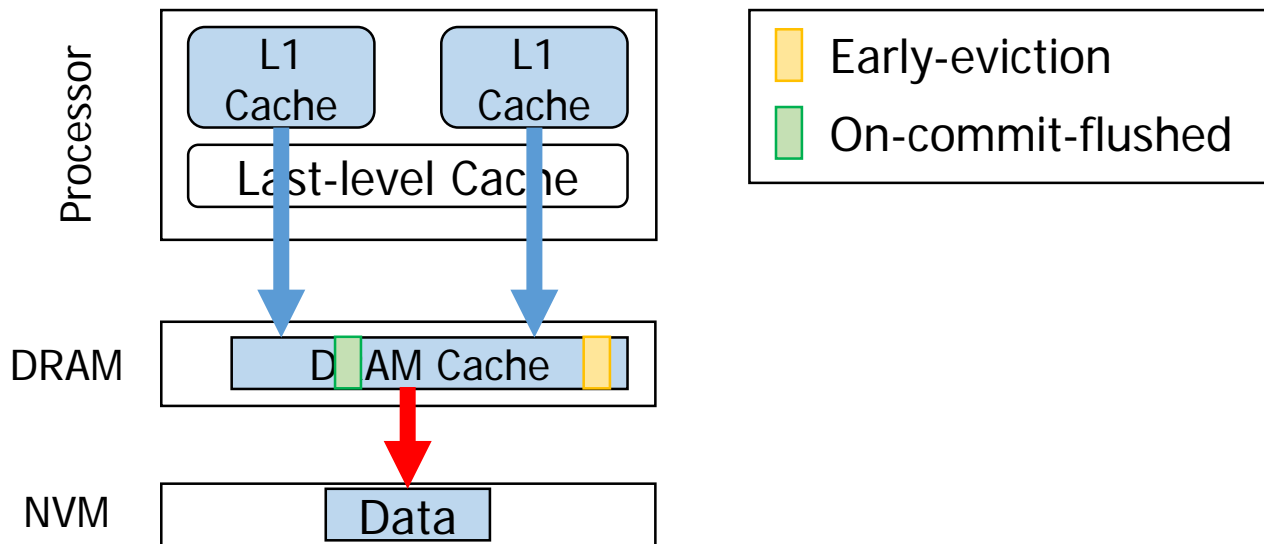 Processor
L1
Cache
L1
Cache
Last-level Cache
Early-eviction
On-commit-flushed
DRAM
DRAM Cache
NVM
Data